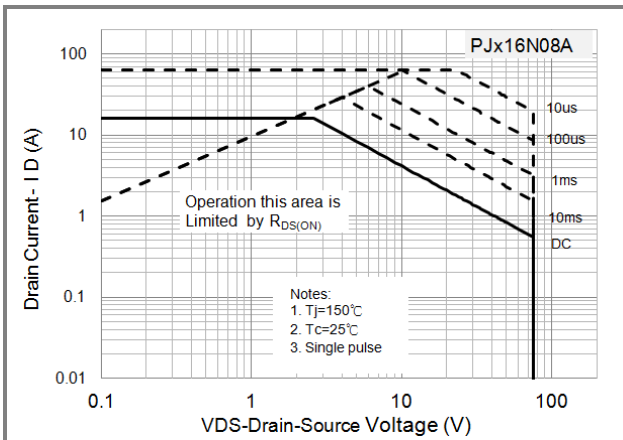 PJx16N08A
100
10
1
0.1
0.01
Drain Current- I D (A)
10us
100us
1ms
10ms
DC
Operation this area is
Limited by RDS(ON)
Notes:
1. Tj=150℃
2. Tc=25℃
3. Single pulse
0.1
1
10
100
VDS-Drain-Source Voltage (V)